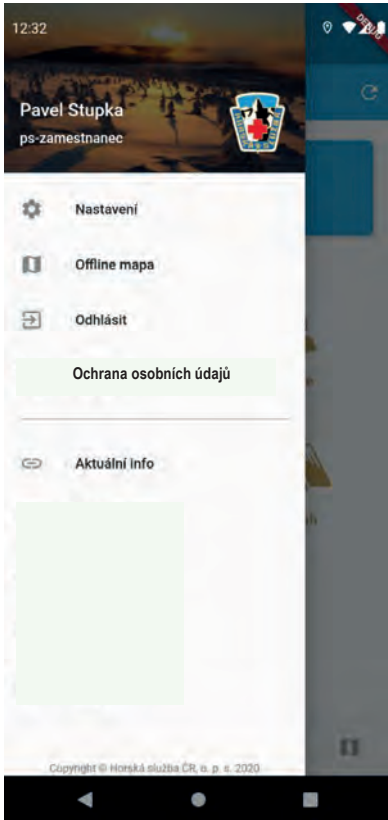 12:32
DEBUG
Pavel Stupka
ps-zamestnanec
Nastavení
Offline mapa
Odhlásit
Ochrana osobních údajů
Aktuální info
Copyright © Horská služba ČR, o. p. s. 2020